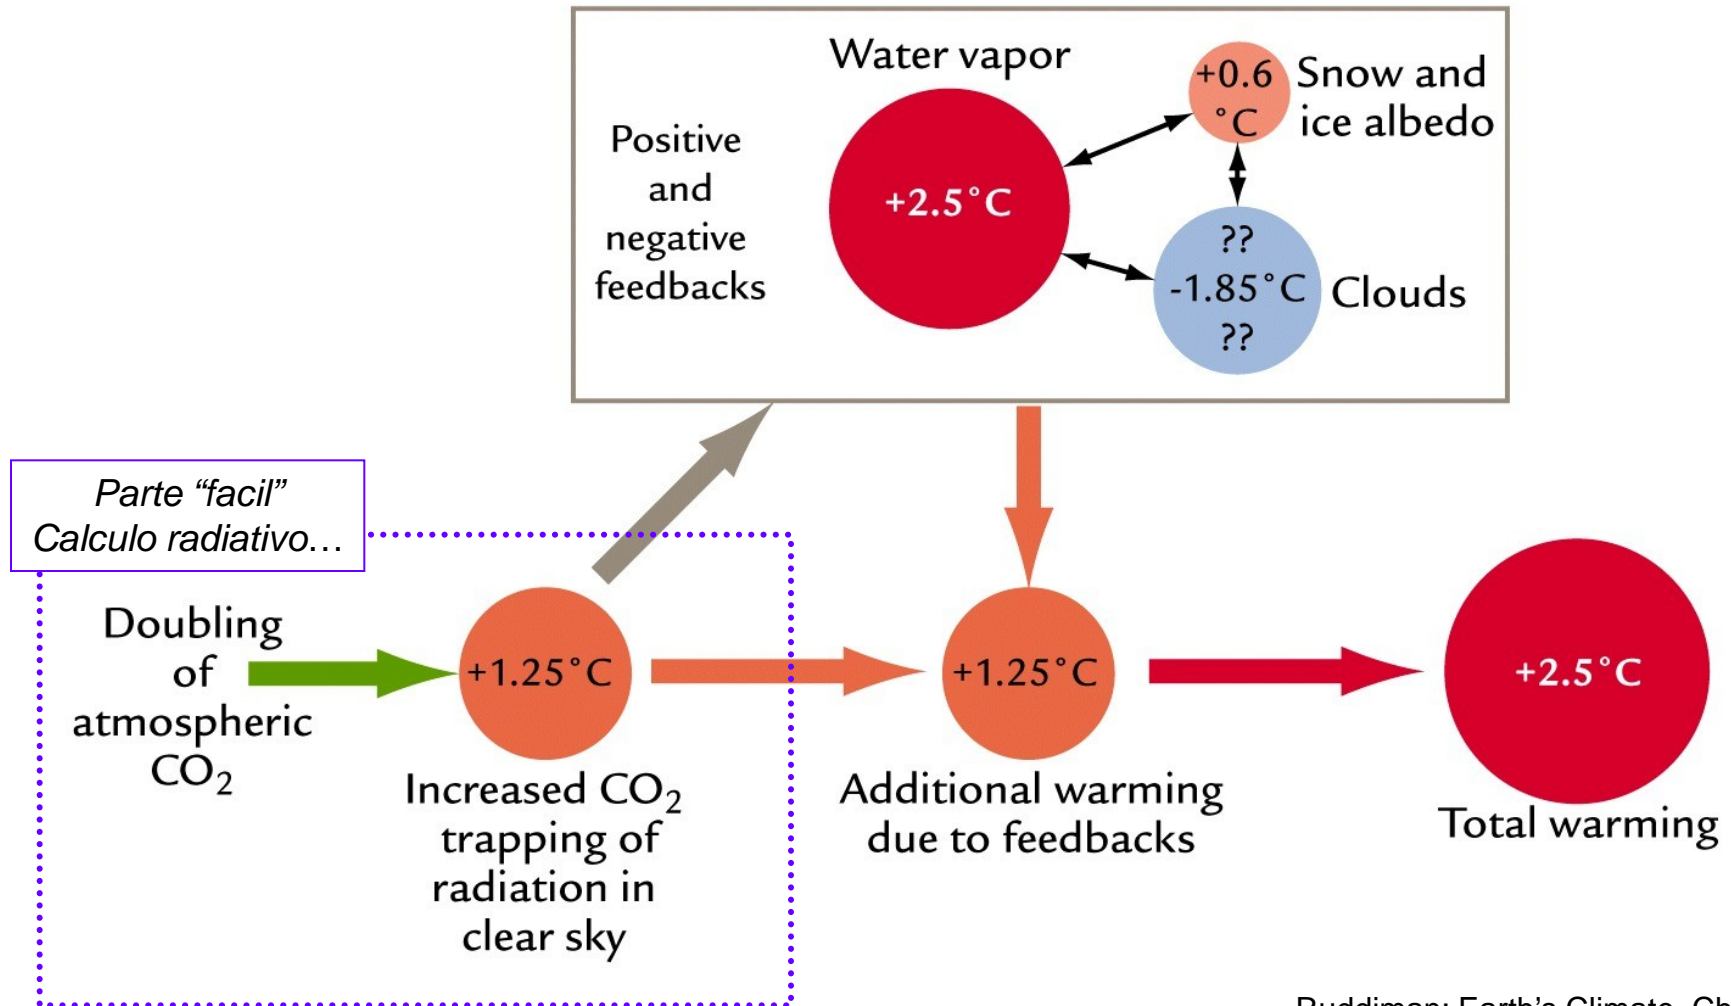 Water vapor
+0.6
°C
Snow and
ice albedo
Positive
and
negative
feedbacks
+2.5°C
??
-1.85°C
??
Clouds
Parte “facil”
Calculo radiativo…
Doubling
of
atmospheric
CO₂
+1.25°C
Increased CO₂
trapping of
radiation in
clear sky
+1.25°C
Additional warming
due to feedbacks
+2.5°C
Total warming
Ruddiman: Earth’s Climate